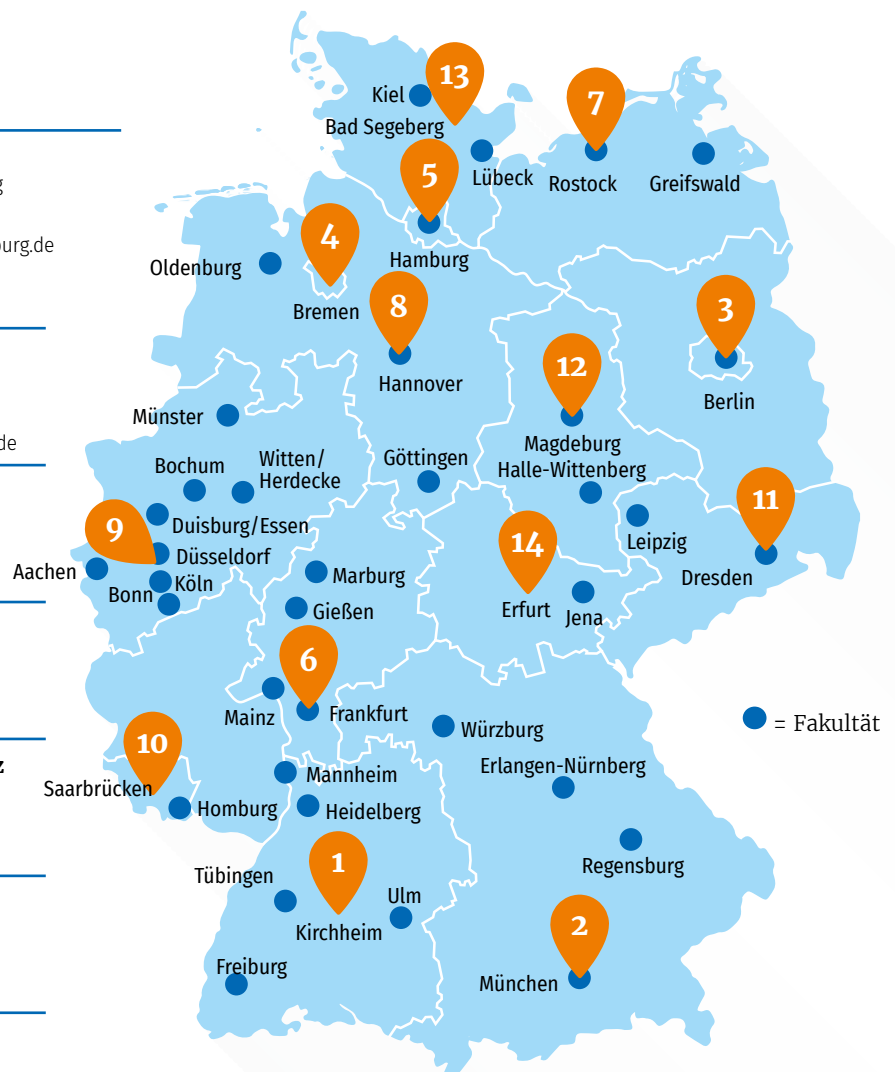 13
Kiel
7
Bad Segeberg
5
Lübeck
Rostock
Greifswald
g
burg.de
4
Hamburg
Oldenburg
Bremen
8
3
Hannover
12
Berlin
Münster
de
Magdeburg
Göttingen
Halle-Wittenberg
Bochum
Witten/
Herdecke
11
9
Duisburg/Essen
14
Leipzig
Düsseldorf
Aachen
Köln
Marburg
Dresden
Bonn
Gießen
Erfurt
Jena
6
Mainz
Frankfurt
= Fakultät
Würzburg
10
z
Erlangen-Nürnberg
Mannheim
Saarbrücken
Homburg
Heidelberg
1
Regensburg
Tübingen
Ulm
2
Kirchheim
Freiburg
München